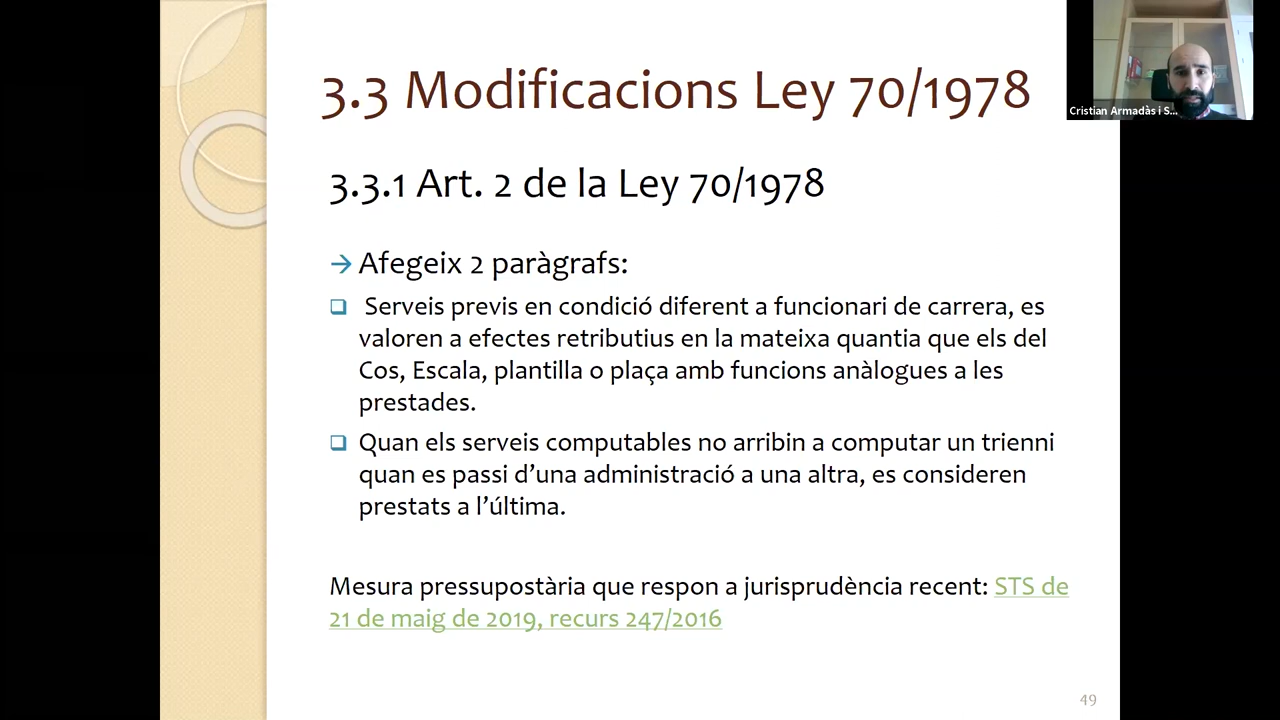 3.3 Modificacions Ley 70/1978
Cristian Armadàs i S...
3.3.1 Art. 2 de la Ley 70/1978
→ Afegeix 2 paràgrafs:
❑ Serveis previs en condició diferent a funcionari de carrera, es
valoren a efectes retributius en la mateixa quantia que els del
Cos, Escala, plantilla o plaça amb funcions anàlogues a les
prestades.
❑ Quan els serveis computables no arribin a computar un trienni
quan es passi d’una administració a una altra, es consideren
prestats a l’última.
Mesura pressupostària que respon a jurisprudència recent: STS de
21 de maig de 2019, recurs 247/2016
49